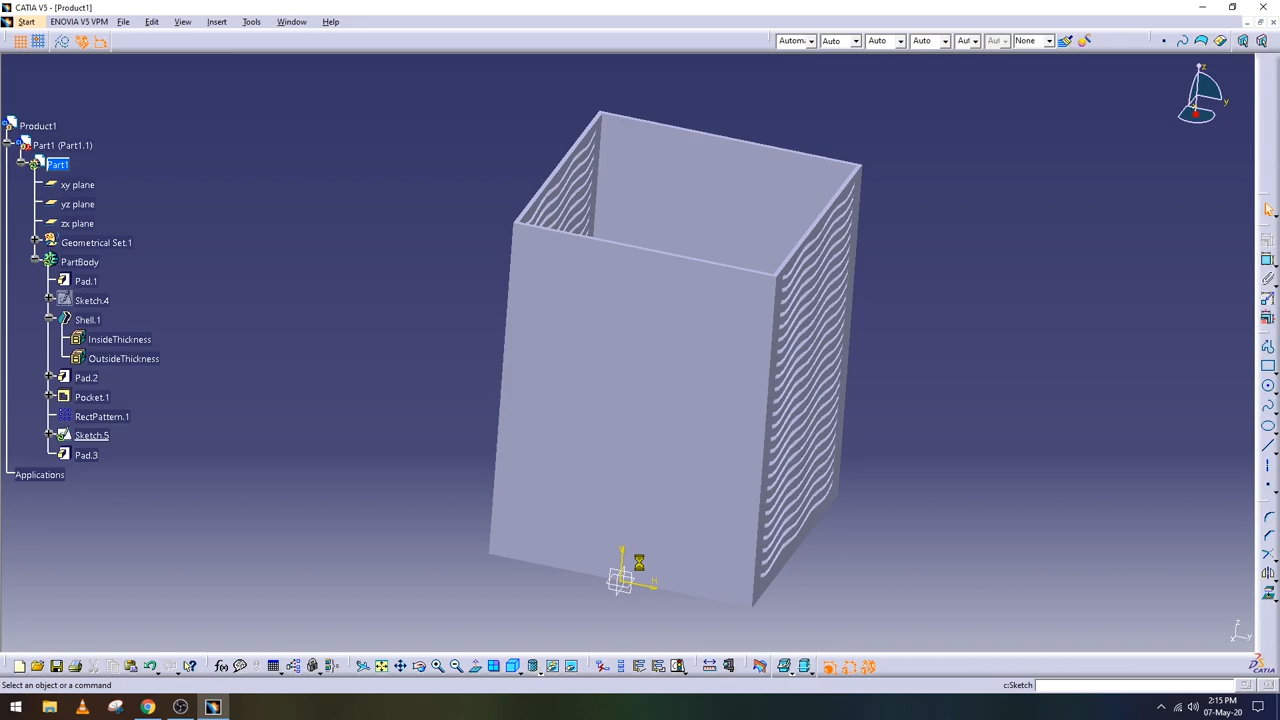 CATIA V5 - [Product1]
Start ENOVIA V5 VPM File Edit View Insert Tools Window Help
Autom Auto Auto Auto Aut Aut None
z
y
Product1
Part1 (Part1.1)
Part1
xy plane
yz plane
zx plane
Geometrical Set.1
PartBody
Pad.1
Sketch.4
Shell.1
InsideThickness
OutsideThickness
Pad.2
Pocket.1
RectPattern.1
Sketch.5
Pad.3
Applications
V
H
z
x
f(x)
CATIA
Select an object or a command
c:Sketch
2:15 PM
07-May-20